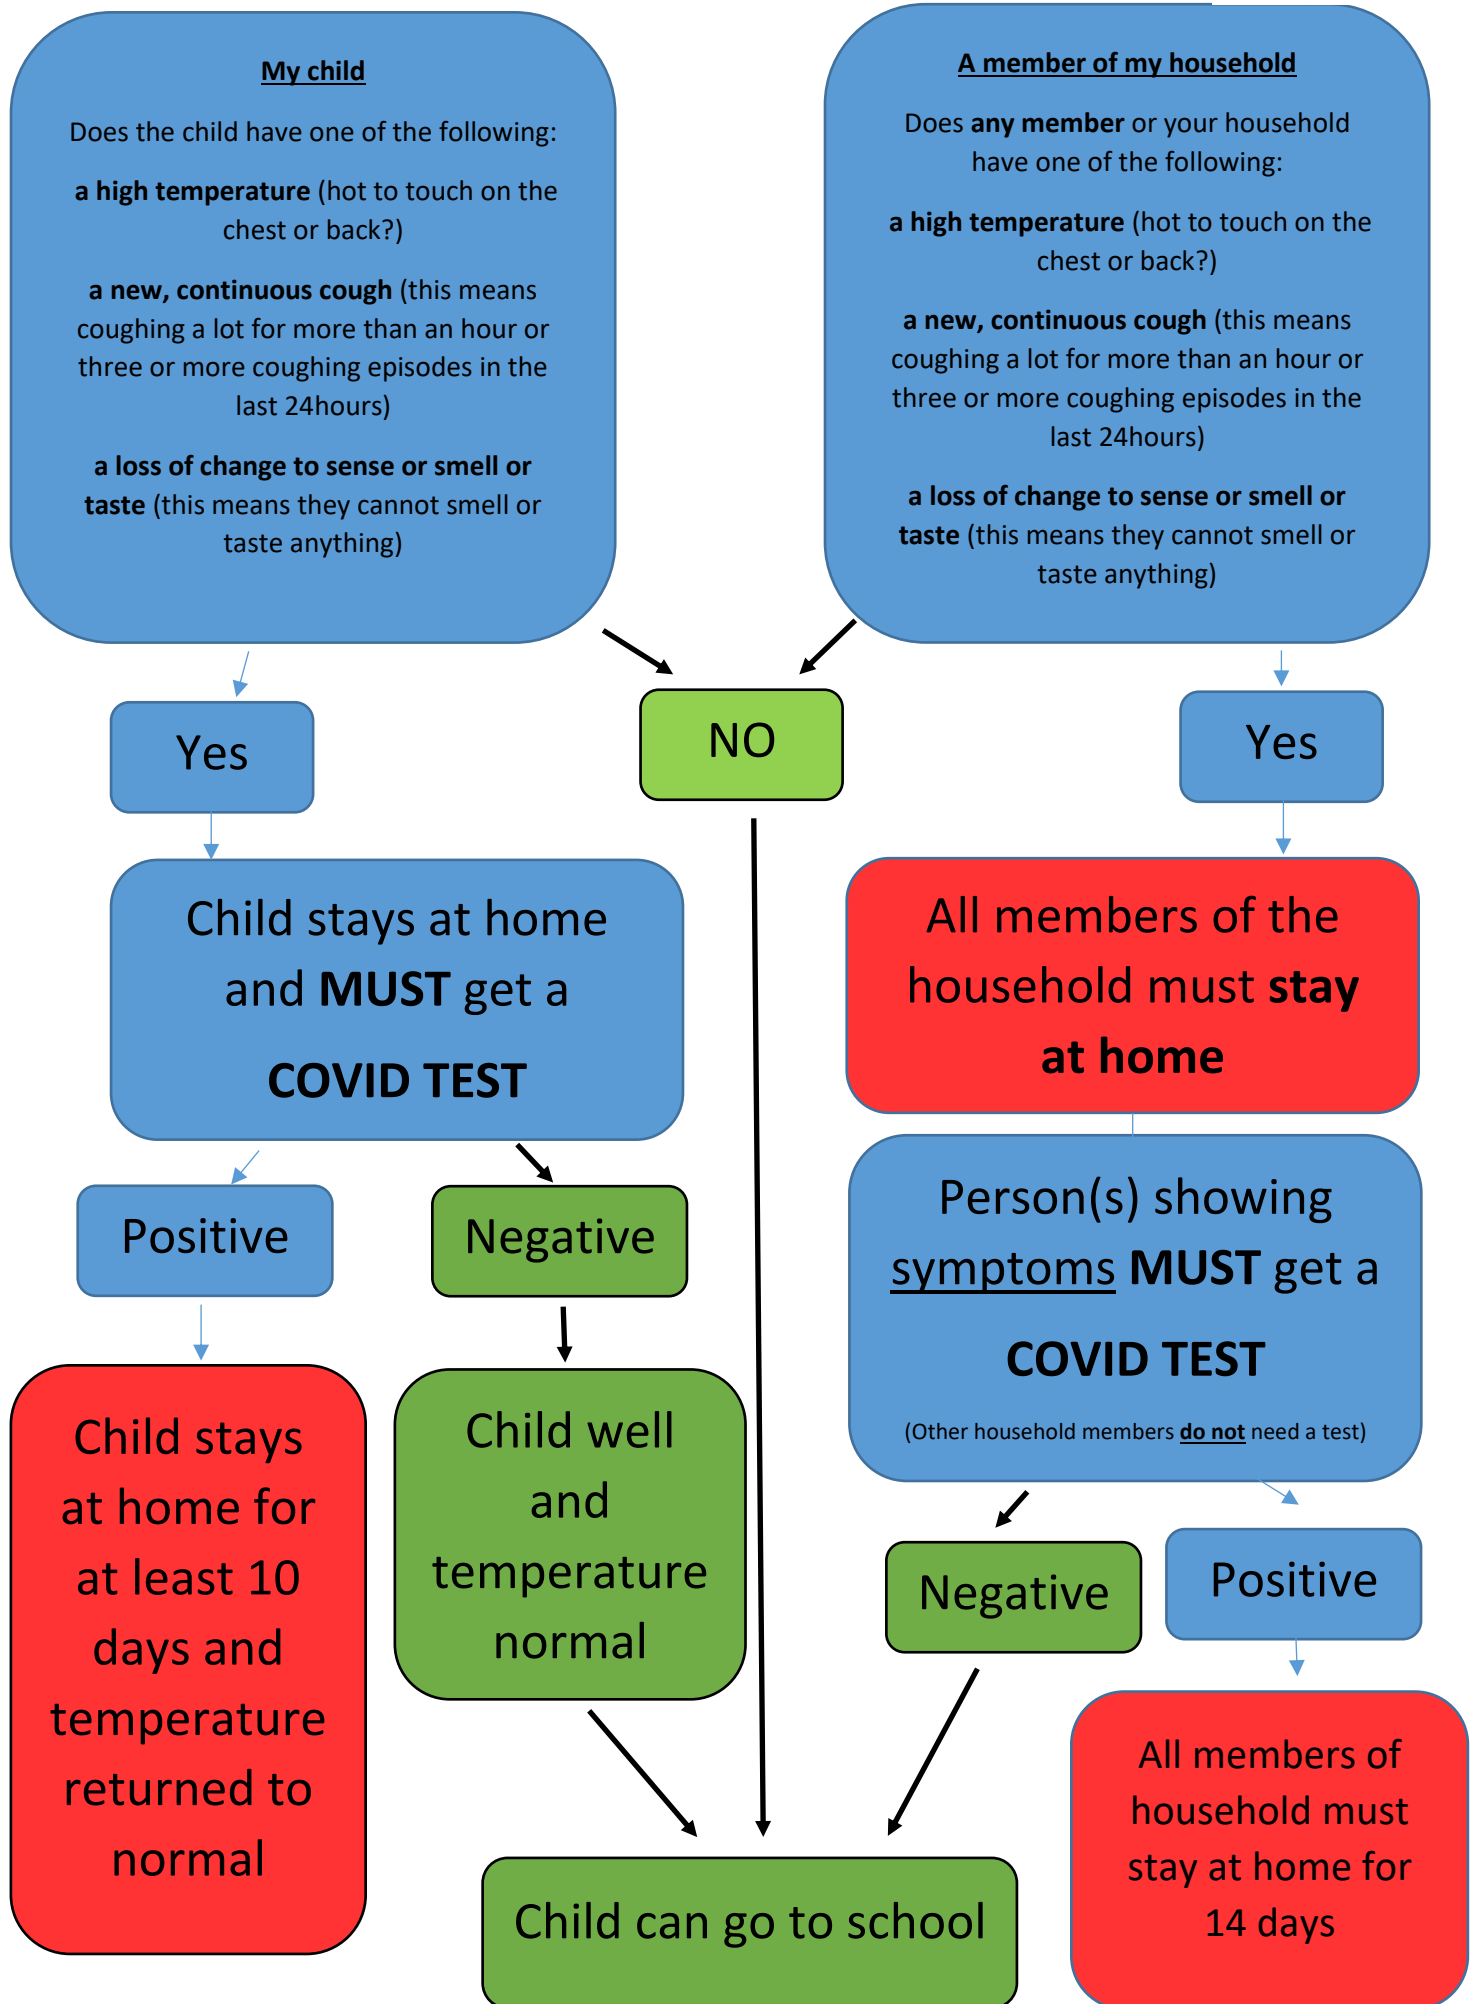 My child
Does the child have one of the following:
a high temperature (hot to touch on the
chest or back?)
a new, continuous cough (this means
coughing a lot for more than an hour or
three or more coughing episodes in the
last 24hours)
a loss of change to sense or smell or
taste (this means they cannot smell or
taste anything)
A member of my household
Does any member or your household
have one of the following:
a high temperature (hot to touch on the
chest or back?)
a new, continuous cough (this means
coughing a lot for more than an hour or
three or more coughing episodes in the
last 24hours)
a loss of change to sense or smell or
taste (this means they cannot smell or
taste anything)
Yes
NO
Yes
Child stays at home
and MUST get a
COVID TEST
All members of the
household must stay
at home
Positive
Negative
Person(s) showing
symptoms MUST get a
COVID TEST
(Other household members do not need a test)
Child stays
at home for
at least 10
days and
temperature
returned to
normal
Child well
and
temperature
normal
Negative
Positive
All members of
household must
stay at home for
14 days
Child can go to school